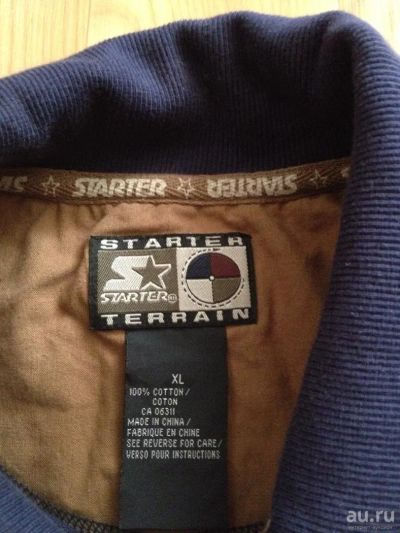 STARTER ☆ STARTER ☆
STARTER
STARTER
TERRAIN
XL
100% COTTON/
COTON
CA 06311
MADE IN CHINA/
FABRIQUE EN CHINE
SEE REVERSE FOR CARE/
VERSO POUR INSTRUCTIONS
au.ru